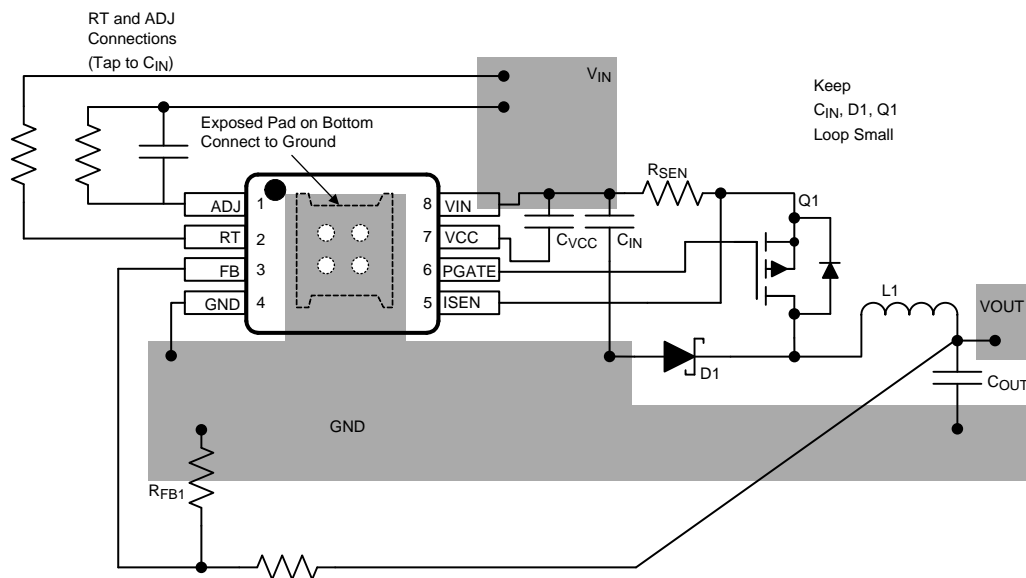 RT and ADJ
Connections
(Tap to CIN)
VIN
Keep
CIN, D1, Q1
Loop Small
Exposed Pad on Bottom
Connect to Ground
RSEN
Q1
ADJ 1 8 VIN
RT 2 7 VCC
CVCC CIN
FB 3 6 PGATE
GND 4 5 ISEN
L1
VOUT
D1
COUT
GND
RFB1